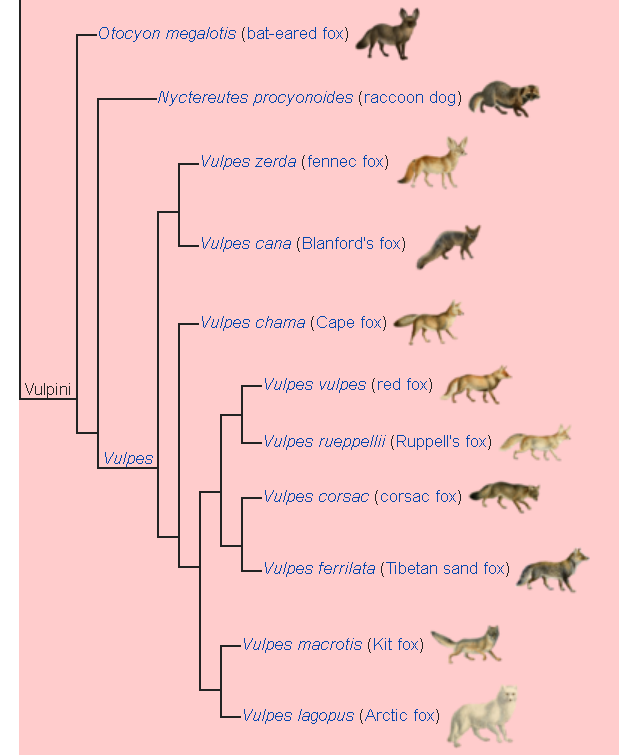 Otocyon megalotis (bat-eared fox)
Nyctereutes procyonoides (raccoon dog)
Vulpes zerda (fennec fox)
Vulpes cana (Blanford's fox)
Vulpes chama (Cape fox)
Vulpes vulpes (red fox)
Vulpini
Vulpes rueppellii (Ruppell's fox)
Vulpes
Vulpes corsac (corsac fox)
Vulpes ferrilata (Tibetan sand fox)
Vulpes macrotis (Kit fox)
Vulpes lagopus (Arctic fox)